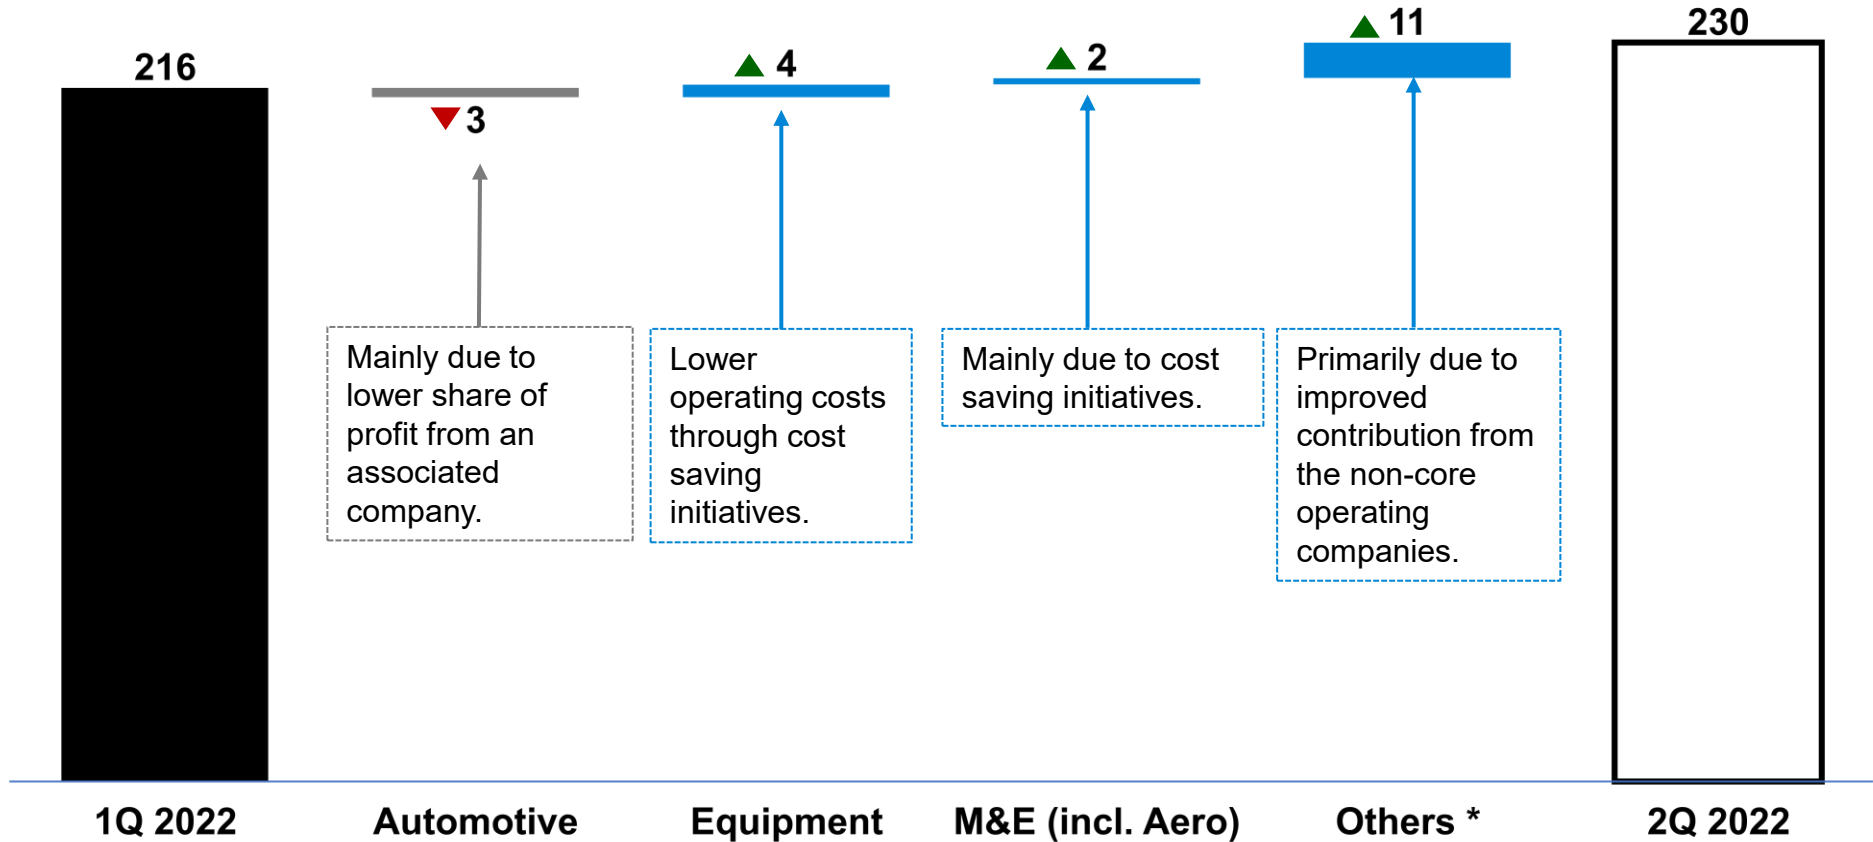 216
3
4
2
11
230
Mainly due to
lower share of
profit from an
associated
company.
Lower
operating costs
through cost
saving
initiatives.
Mainly due to cost
saving initiatives.
Primarily due to
improved
contribution from
the non-core
operating
companies.
1Q 2022
Automotive
Equipment
M&E (incl. Aero)
Others *
2Q 2022